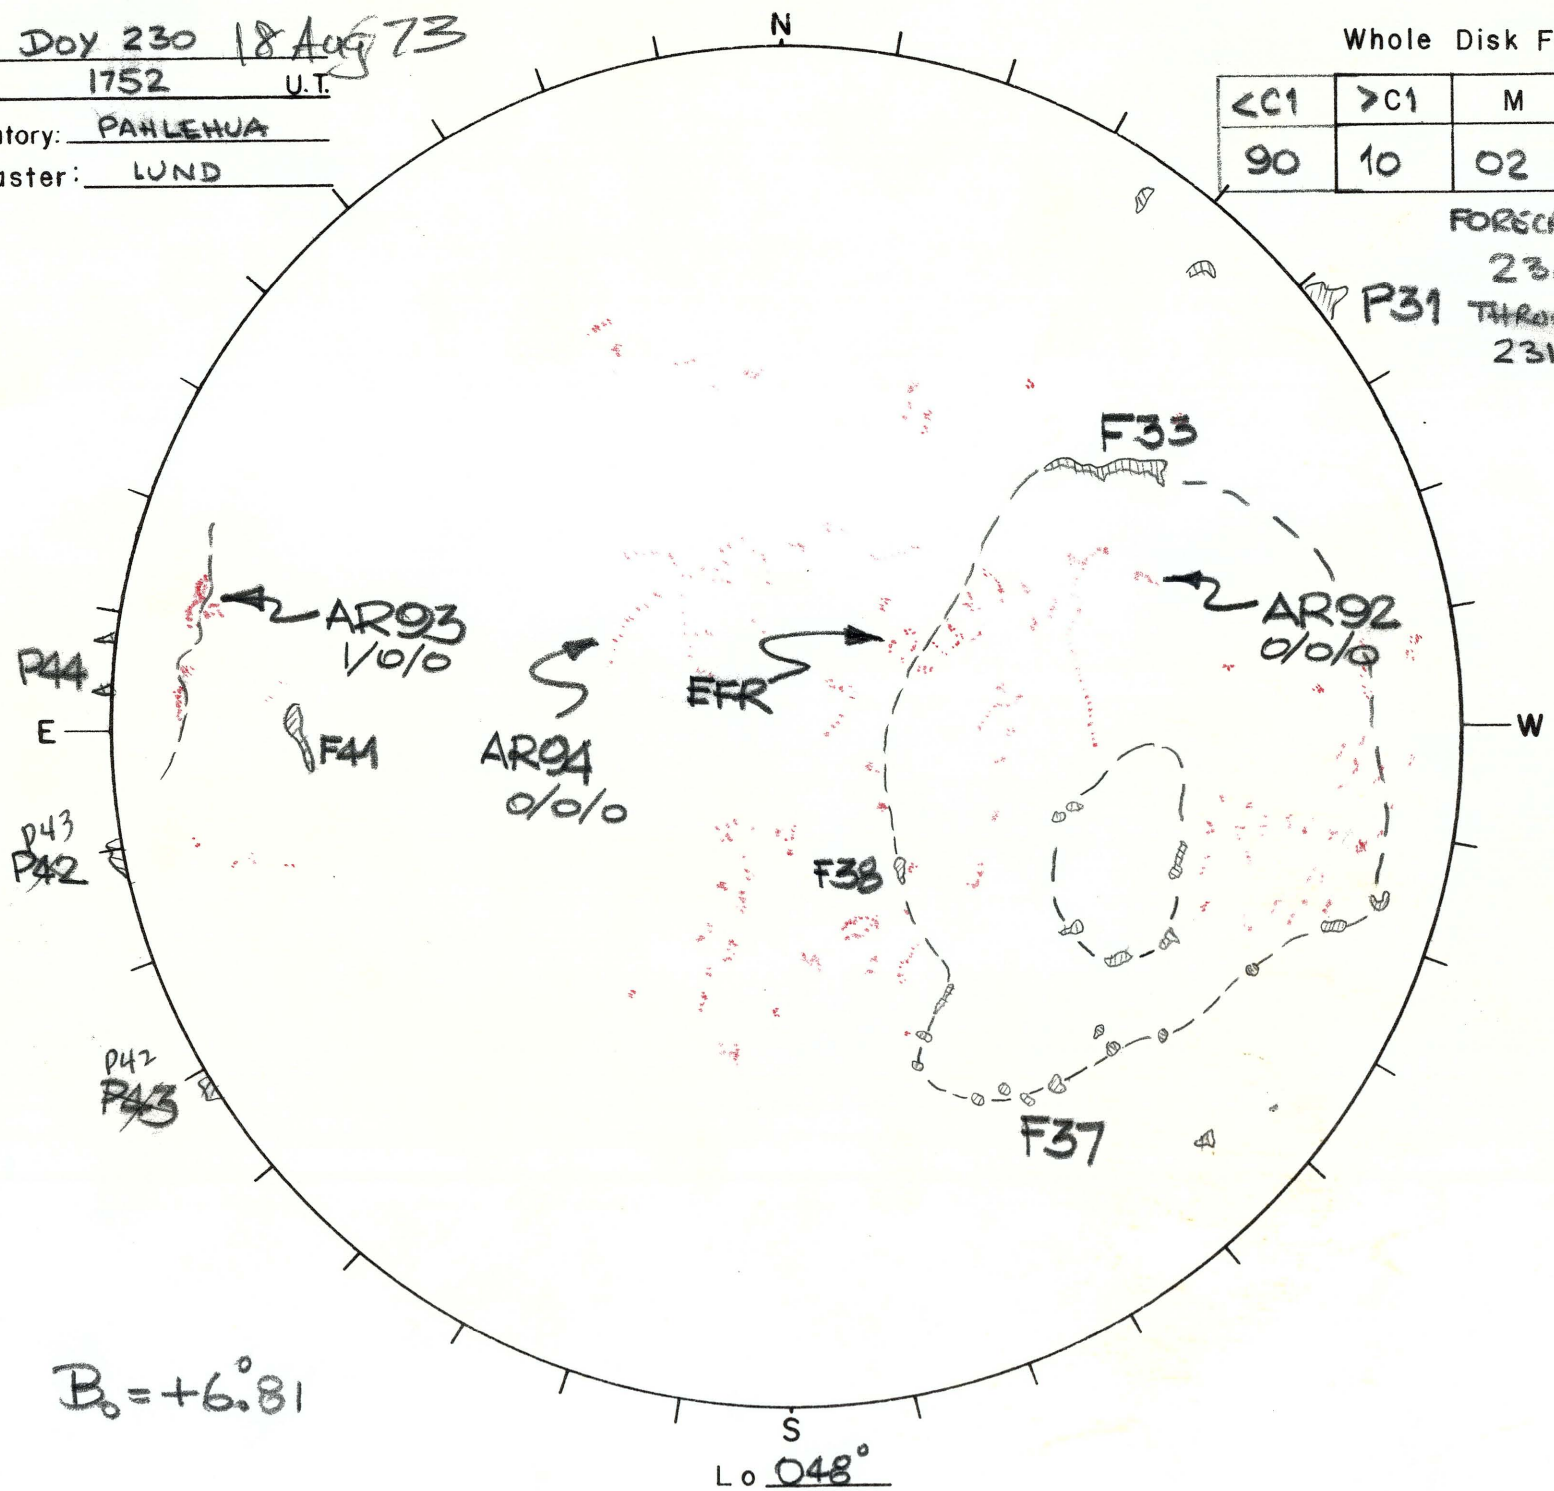 DOY 230 18 Aug 73
1752 U.T.
tory: PAHLEHUA
aster: LUND
N
Whole Disk F
<C1 >C1 M
90 10 02
FORECA
23
P31
THRO
231
F33
AR93
1/0/0
AR92
0/0/0
P44
EFR
E
F41
AR94
0/0/0
W
P43
P42
F38
P42
P43
F37
B₀ = +6°.81
S
Lo 048°